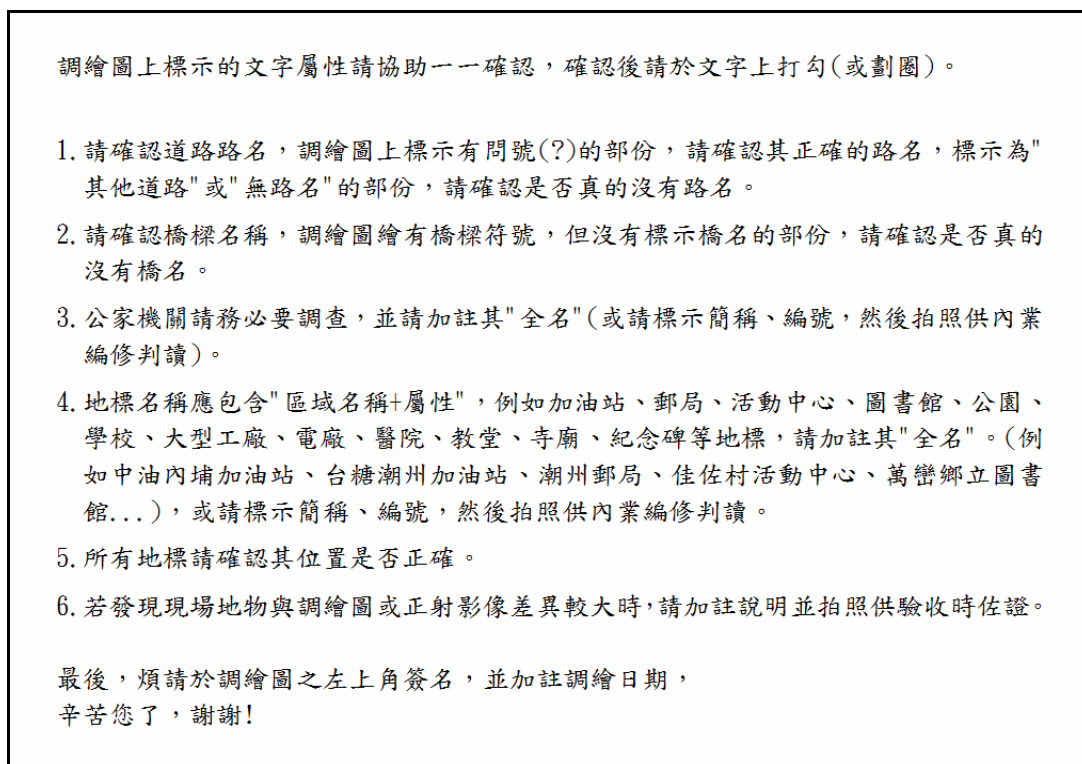 調繪圖上標示的文字屬性請協助一一確認，確認後請於文字上打勾(或劃圈)。
1. 請確認道路路名，調繪圖上標示有問號(?)的部份，請確認其正確的路名，標示為"
其他道路"或"無路名"的部份，請確認是否真的沒有路名。
2. 請確認橋樑名稱，調繪圖繪有橋樑符號，但沒有標示橋名的部份，請確認是否真的
沒有橋名。
3. 公家機關請務必要調查，並請加註其"全名"(或請標示簡稱、編號，然後拍照供內業
編修判讀)。
4. 地標名稱應包含"區域名稱+屬性"，例如加油站、郵局、活動中心、圖書館、公園、
學校、大型工廠、電廠、醫院、教堂、寺廟、紀念碑等地標，請加註其"全名"。(例
如中油內埔加油站、台糖潮州加油站、潮州郵局、佳佐村活動中心、萬巒鄉立圖書
館...)，或請標示簡稱、編號，然後拍照供內業編修判讀。
5. 所有地標請確認其位置是否正確。
6. 若發現現場地物與調繪圖或正射影像差異較大時，請加註說明並拍照供驗收時佐證。
最後，煩請於調繪圖之左上角簽名，並加註調繪日期，
辛苦您了，謝謝!